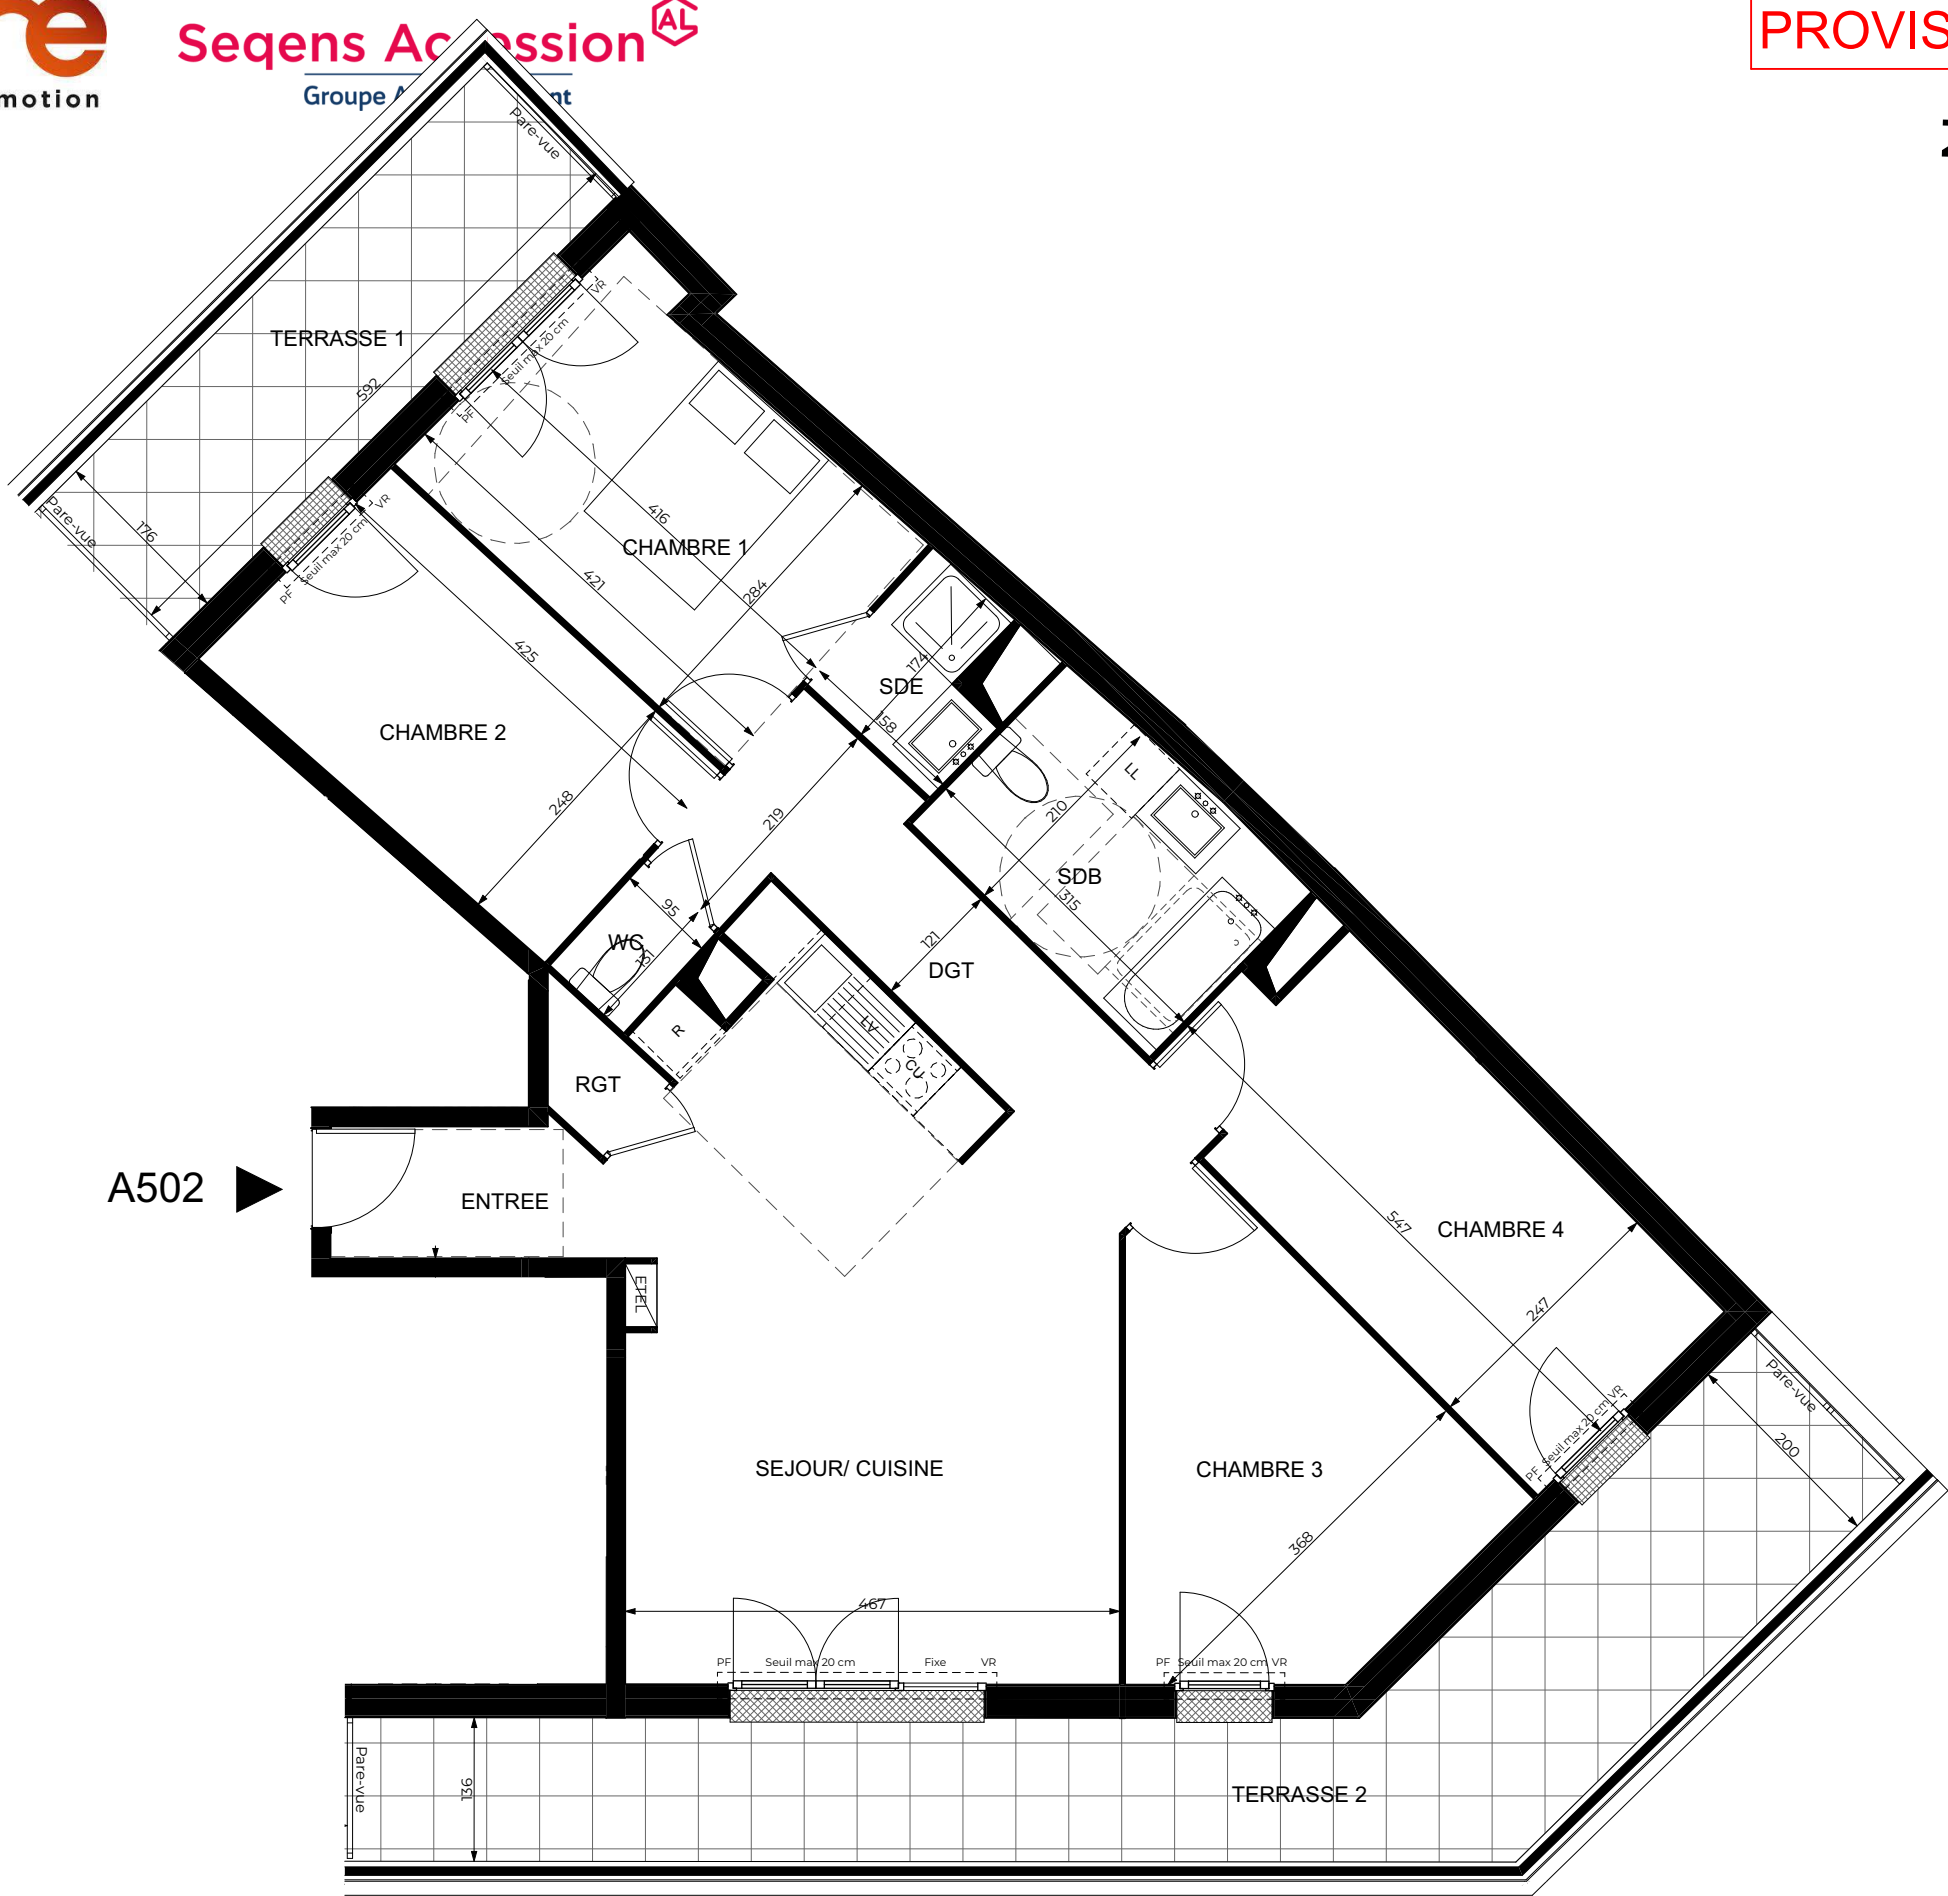 motion
Seqens Accession
AL
Groupe
PROVIS
Pare-vue
TERRASSE 1
592
VR
Seuil max 20 cm
PF
Pare-vue
176
VR
Seuil max 20 cm
PF
416
CHAMBRE 1
421
284
425
174
SDE
158
CHAMBRE 2
248
219
LL
210
SDB
315
95
WC
151
121
DGT
R
LV
CU
RGT
A502
ENTREE
ETEL
547
CHAMBRE 4
247
Pare-vue
200
PF Seuil max 20 cm VR
SEJOUR/ CUISINE
CHAMBRE 3
368
467
PF Seuil max 20 cm Fixe VR
PF Seuil max 20 cm VR
Pare-vue
136
TERRASSE 2